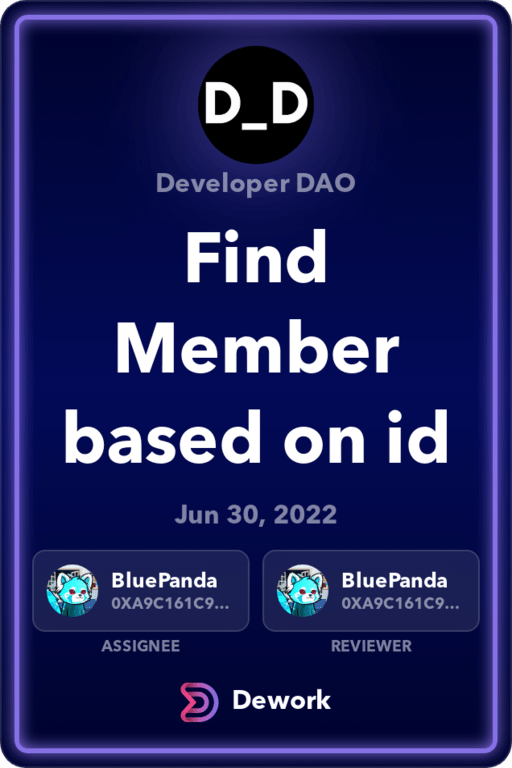 D_D
Developer DAO
Find
Member
based on id
Jun 30, 2022
BluePanda
0XA9C161C9...
ASSIGNEE
BluePanda
0XA9C161C9...
REVIEWER
Dework